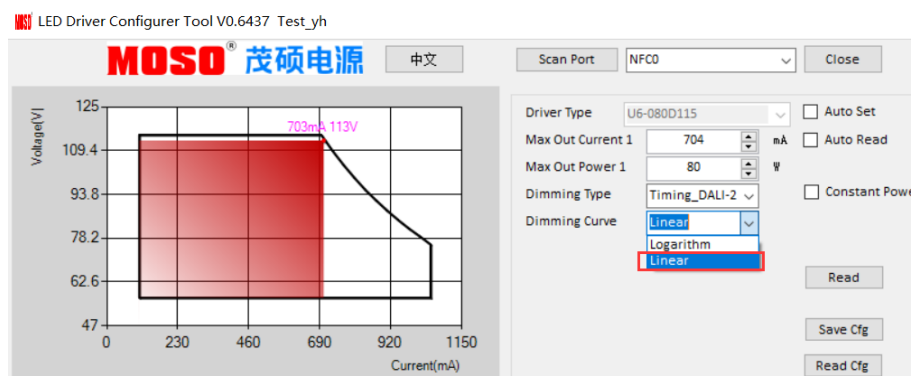 MOSO LED Driver Configurer Tool V0.6437 Test_yh
MOSO® 茂硕电源
中文
Scan Port
NFC0
Close
Voltage(V)
125
109.4
93.8
78.2
62.6
47
703mA 113V
0 230 460 690 920 1150
Current(mA)
Driver Type U6-080D115 Auto Set
Max Out Current 1 704 mA Auto Read
Max Out Power 1 80 W
Dimming Type Timing_DALI-2 Constant Powe
Dimming Curve Linear
Logarithm
Linear
Read
Save Cfg
Read Cfg